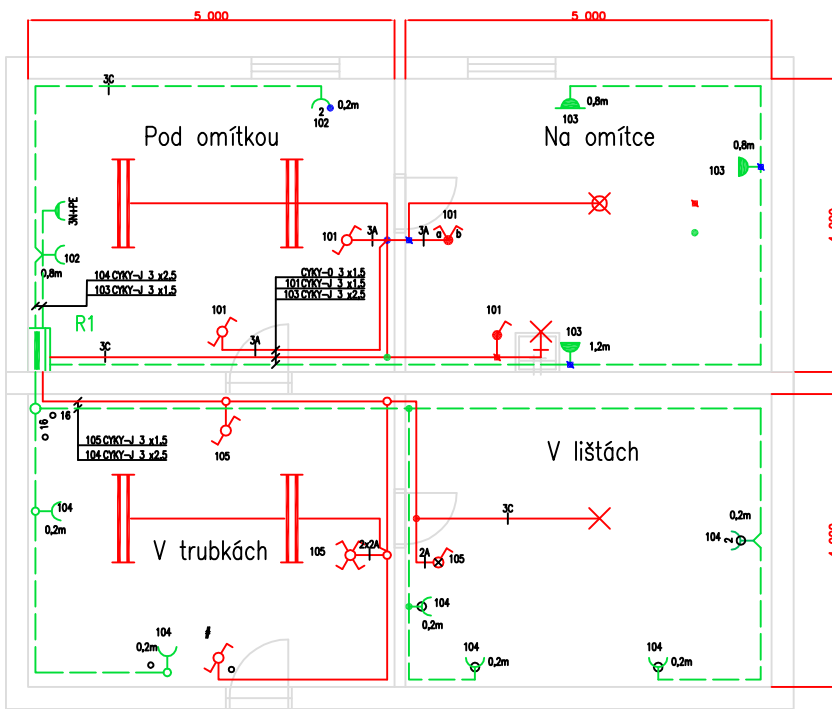 5 000
5 000
3C
2
0,2m
102
103
0,8m
Pod omítkou
Na omítce
0,8m
103
3N+PE
101
3A
3A
101
a
b
102
0,8m
104 CYKY-J 3 x2.5
103 CYKY-J 3 x1.5
CYKY-O 3 x1.5
101 CYKY-J 3 x1.5
103 CYKY-J 3 x2.5
R1
101
3A
3C
101
103
1,2m
4 000
16
16
105 CYKY-J 3 x1.5
104 CYKY-J 3 x2.5
105
V lištách
104
0,2m
V trubkách
105
2x2A
3C
2A
105
0,2m
104
2
4 000
104
0,2m
104
0,2m
#
104
0,2m
104
0,2m